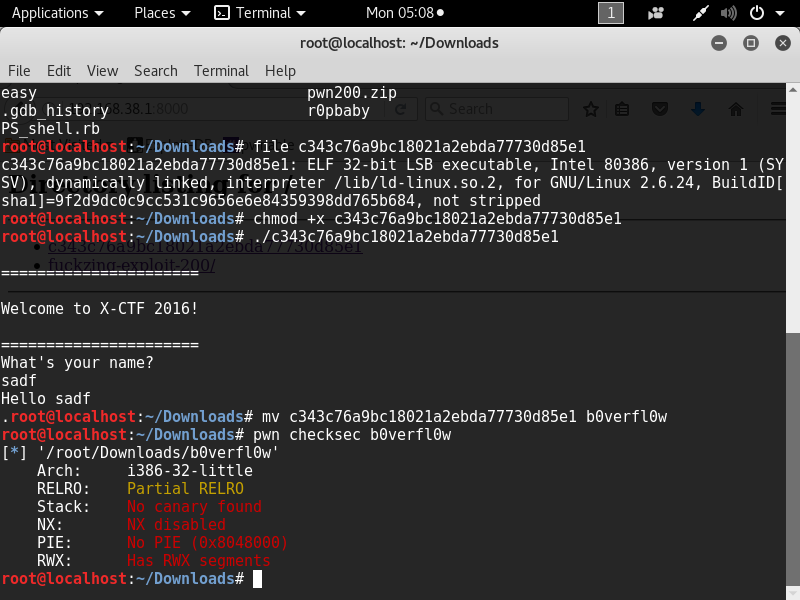 Applications Places Terminal Mon 05:08 1
root@localhost: ~/Downloads
File Edit View Search Terminal Help
easy pwn200.zip
.gdb_history r0pbaby
PS_shell.rb
root@localhost:~/Downloads# file c343c76a9bc18021a2ebda77730d85e1
c343c76a9bc18021a2ebda77730d85e1: ELF 32-bit LSB executable, Intel 80386, version 1 (SY
SV), dynamically linked, interpreter /lib/ld-linux.so.2, for GNU/Linux 2.6.24, BuildID[
sha1]=9f2d9dc0c9cc531c9656e6e84359398dd765b684, not stripped
root@localhost:~/Downloads# chmod +x c343c76a9bc18021a2ebda77730d85e1
root@localhost:~/Downloads# ./c343c76a9bc18021a2ebda77730d85e1
c343c76a9bc18021a2ebda77730d85e1
fuckzing-exploit-200/
======================
Welcome to X-CTF 2016!
======================
What's your name?
sadf
Hello sadf
.root@localhost:~/Downloads# mv c343c76a9bc18021a2ebda77730d85e1 b0verfl0w
root@localhost:~/Downloads# pwn checksec b0verfl0w
[*] '/root/Downloads/b0verfl0w'
Arch: i386-32-little
RELRO: Partial RELRO
Stack: No canary found
NX: NX disabled
PIE: No PIE (0x8048000)
RWX: Has RWX segments
root@localhost:~/Downloads#